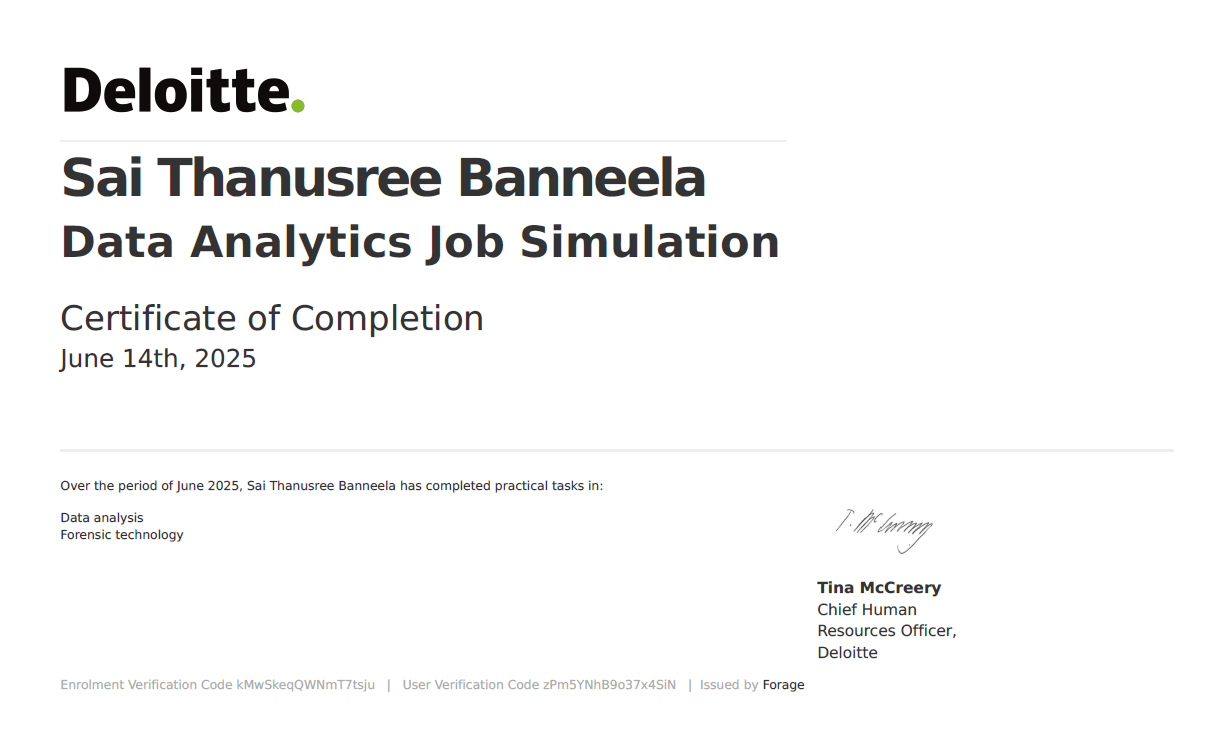 Deloitte.
Sai Thanusree Banneela
Data Analytics Job Simulation
Certificate of Completion
June 14th, 2025
Over the period of June 2025, Sai Thanusree Banneela has completed practical tasks in:
Data analysis
Forensic technology
T. McCreery
Tina McCreery
Chief Human
Resources Officer,
Deloitte
Enrolment Verification Code kMwSkeqQWNmT7tsju | User Verification Code zPm5YNhB9o37x4SiN | Issued by Forage